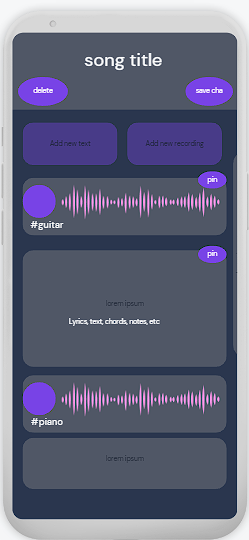 song title
delete
save cha
Add new text
Add new recording
pin
#guitar
pin
lorem ipsum
Lyrics, text, chords, notes, etc
#piano
lorem ipsum